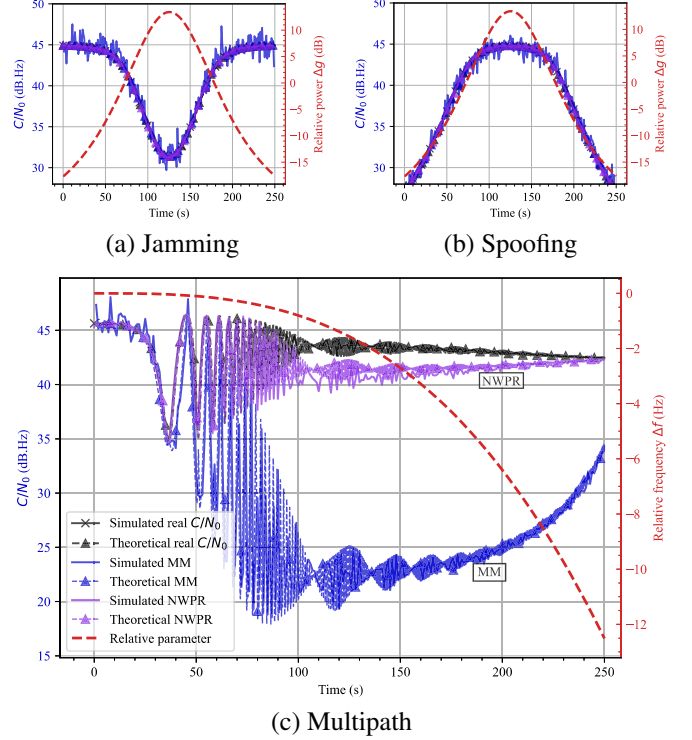 50
45
40
35
30
C/N₀ (dB.Hz)
10
5
0
−5
−10
−15
Relative power Δg (dB)
0 50 100 150 200 250
Time (s)
(a) Jamming
50
45
40
35
30
C/N₀ (dB.Hz)
10
5
0
−5
−10
−15
Relative power Δg (dB)
0 50 100 150 200 250
Time (s)
(b) Spoofing
45
40
35
30
25
20
15
C/N₀ (dB.Hz)
0
−2
−4
−6
−8
−10
−12
Relative frequency Δf (Hz)
NWPR
MM
Simulated real C/N₀
Theoretical real C/N₀
Simulated MM
Theoretical MM
Simulated NWPR
Theoretical NWPR
Relative parameter
0 50 100 150 200 250
Time (s)
(c) Multipath